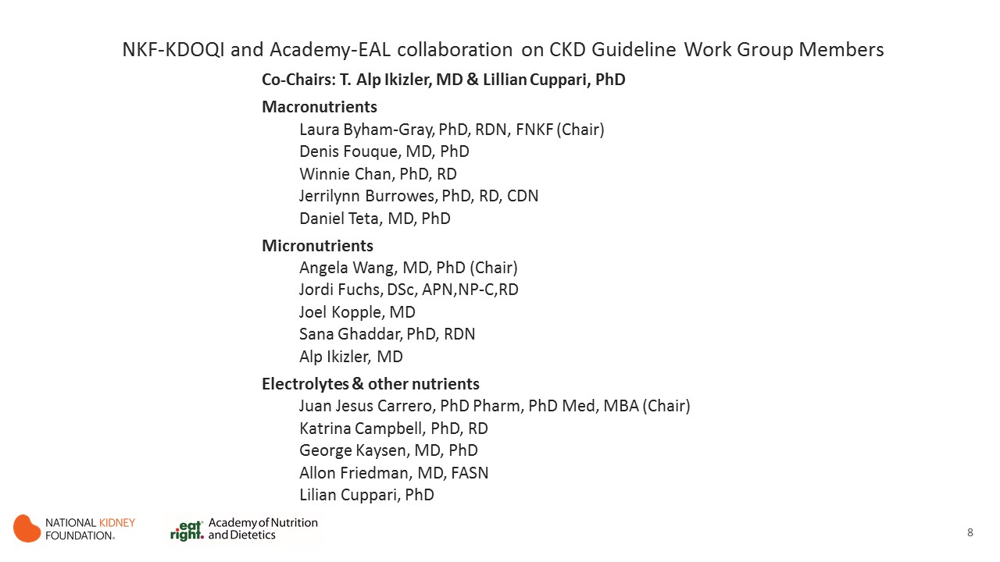 NKF-KDOQI and Academy-EAL collaboration on CKD Guideline Work Group Members
Co-Chairs: T. Alp Ikizler, MD & Lillian Cuppari, PhD
Macronutrients
Laura Byham-Gray, PhD, RDN, FNKF (Chair)
Denis Fouque, MD, PhD
Winnie Chan, PhD, RD
Jerrilynn Burrowes, PhD, RD, CDN
Daniel Teta, MD, PhD
Micronutrients
Angela Wang, MD, PhD (Chair)
Jordi Fuchs, DSc, APN,NP-C,RD
Joel Kopple, MD
Sana Ghaddar, PhD, RDN
Alp Ikizler, MD
Electrolytes & other nutrients
Juan Jesus Carrero, PhD Pharm, PhD Med, MBA (Chair)
Katrina Campbell, PhD, RD
George Kaysen, MD, PhD
Allon Friedman, MD, FASN
Lilian Cuppari, PhD
NATIONAL KIDNEY
FOUNDATION®
eat®
right.
Academy of Nutrition
and Dietetics
8